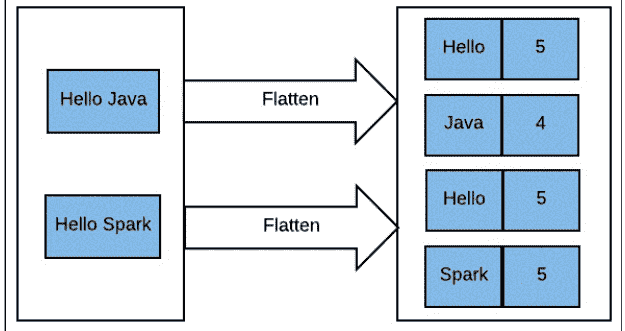 Hello Java
Flatten
Hello Spark
Flatten
Hello 5
Java 4
Hello 5
Spark 5